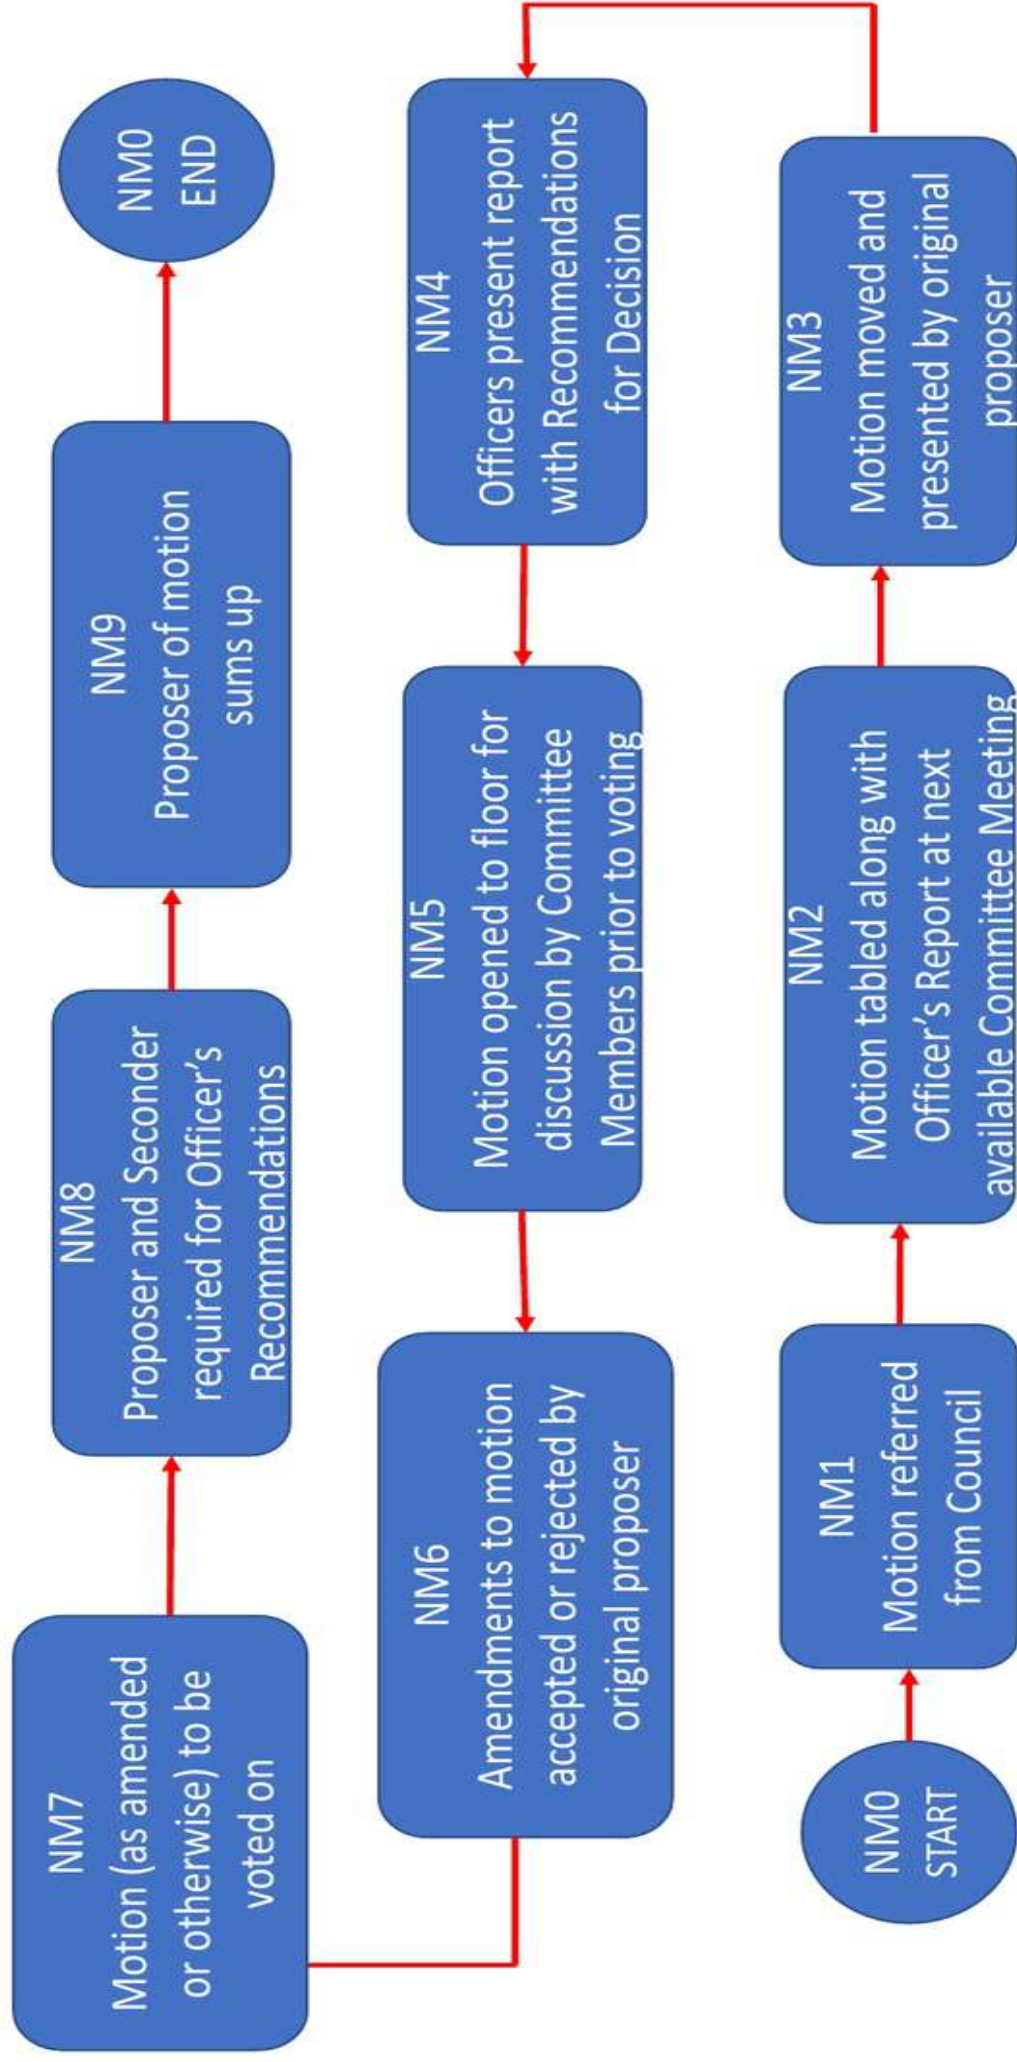 NM7
Motion (as amended
or otherwise) to be
voted on
NM8
Proposer and Seconder
required for Officer's
Recommendations
NM9
Proposer of motion
sums up
NM0
END
NM6
Amendments to motion
accepted or rejected by
original proposer
NM5
Motion opened to floor for
discussion by Committee
Members prior to voting
NM4
Officers present report
with Recommendations
for Decision
NM0
START
NM1
Motion referred
from Council
NM2
Motion tabled along with
Officer's Report at next
available Committee Meeting
NM3
Motion moved and
presented by original
proposer